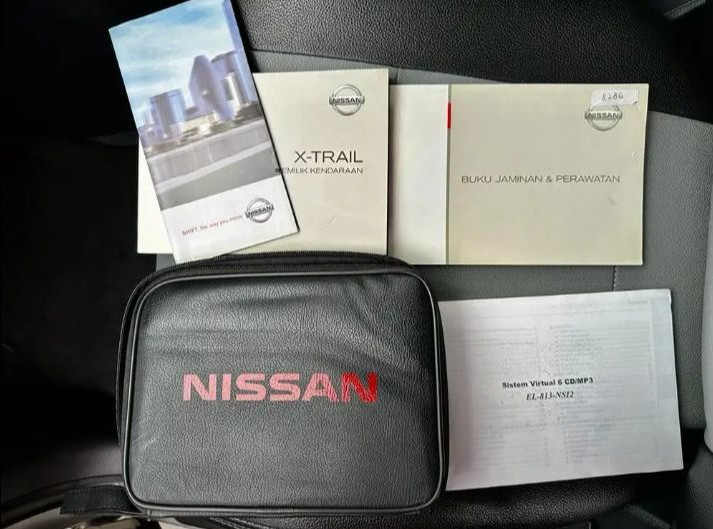 SHIFT_the way you move
NISSAN
NISSAN
X-TRAIL
EMILIK KENDARAAN
8286
NISSAN
BUKU JAMINAN & PERAWATAN
NISSAN
Sistem Virtual 6 CD/MP3
EL-813-NS12